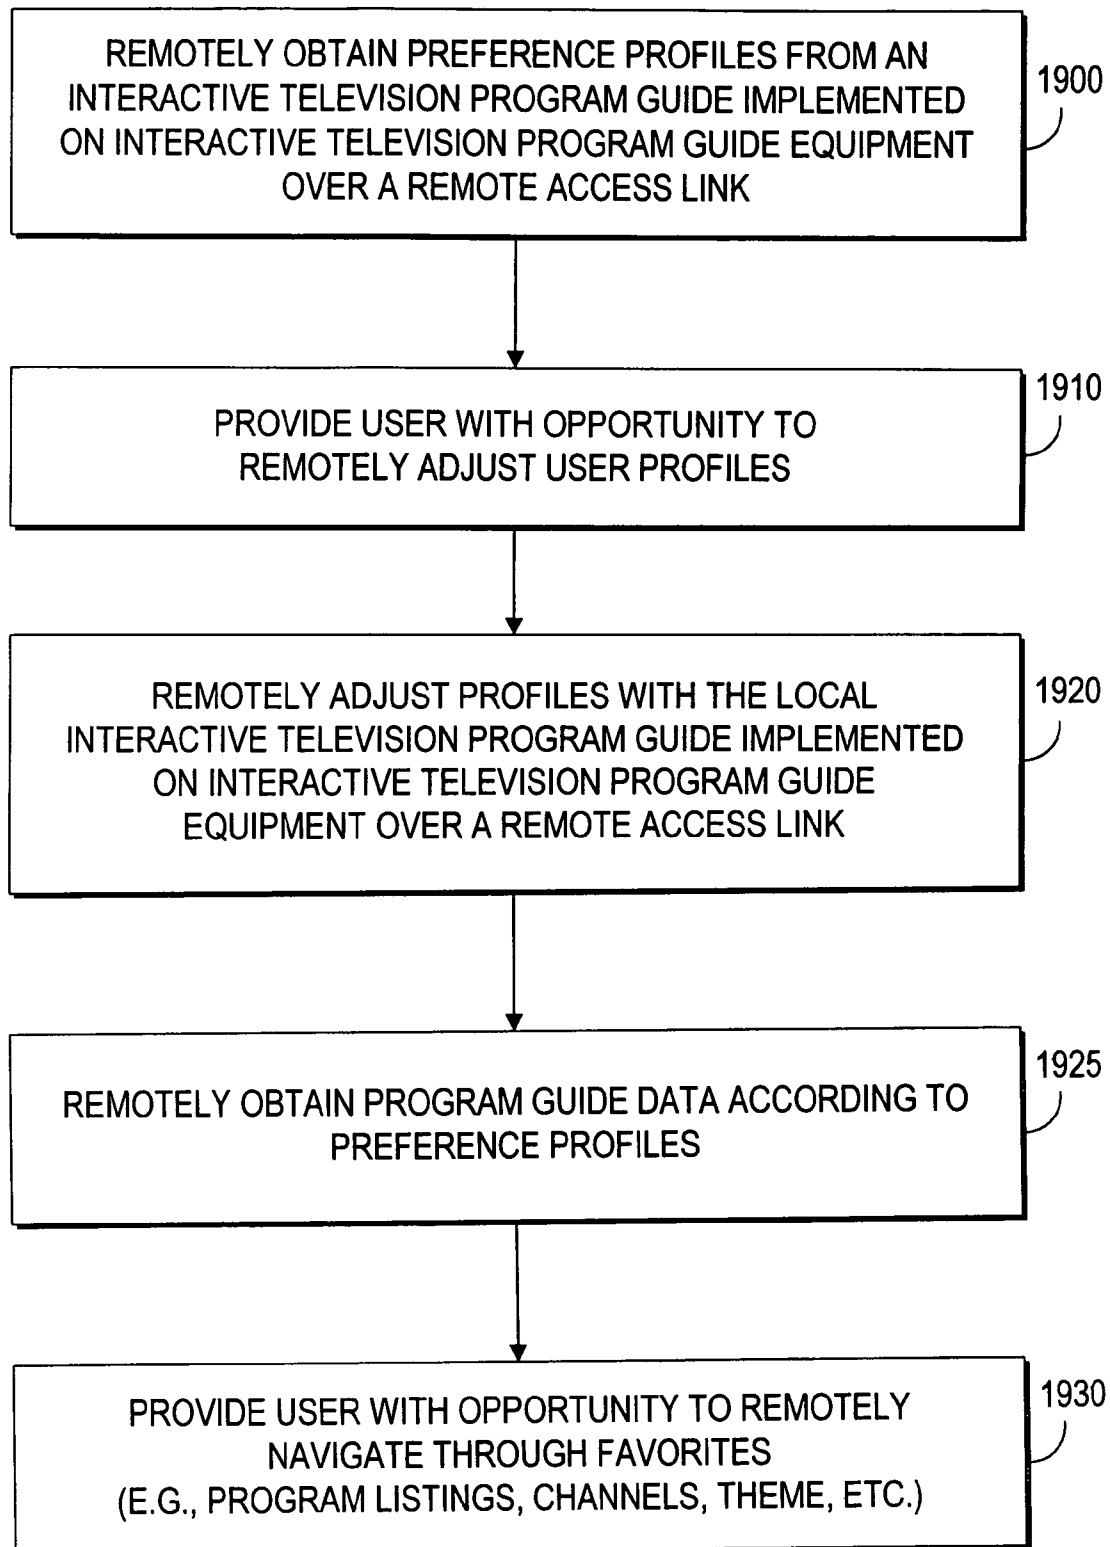 REMOTELY OBTAIN PREFERENCE PROFILES FROM AN
INTERACTIVE TELEVISION PROGRAM GUIDE IMPLEMENTED
ON INTERACTIVE TELEVISION PROGRAM GUIDE EQUIPMENT
OVER A REMOTE ACCESS LINK
1900
PROVIDE USER WITH OPPORTUNITY TO
REMOTELY ADJUST USER PROFILES
1910
REMOTELY ADJUST PROFILES WITH THE LOCAL
INTERACTIVE TELEVISION PROGRAM GUIDE IMPLEMENTED
ON INTERACTIVE TELEVISION PROGRAM GUIDE
EQUIPMENT OVER A REMOTE ACCESS LINK
1920
REMOTELY OBTAIN PROGRAM GUIDE DATA ACCORDING TO
PREFERENCE PROFILES
1925
PROVIDE USER WITH OPPORTUNITY TO REMOTELY
NAVIGATE THROUGH FAVORITES
(E.G., PROGRAM LISTINGS, CHANNELS, THEME, ETC.)
1930